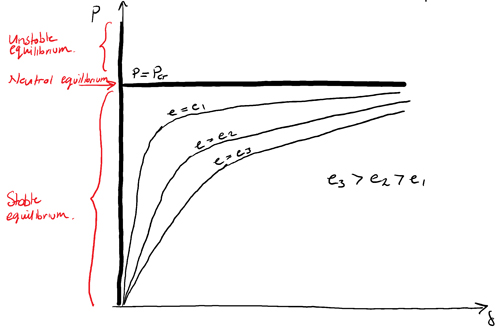 P
Unstable
equilibrium.
P = Pcr
Neutral equilibrium
e = e1
e = e2
e = e3
e3 > e2 > e1
Stable
equilibrium.
δ